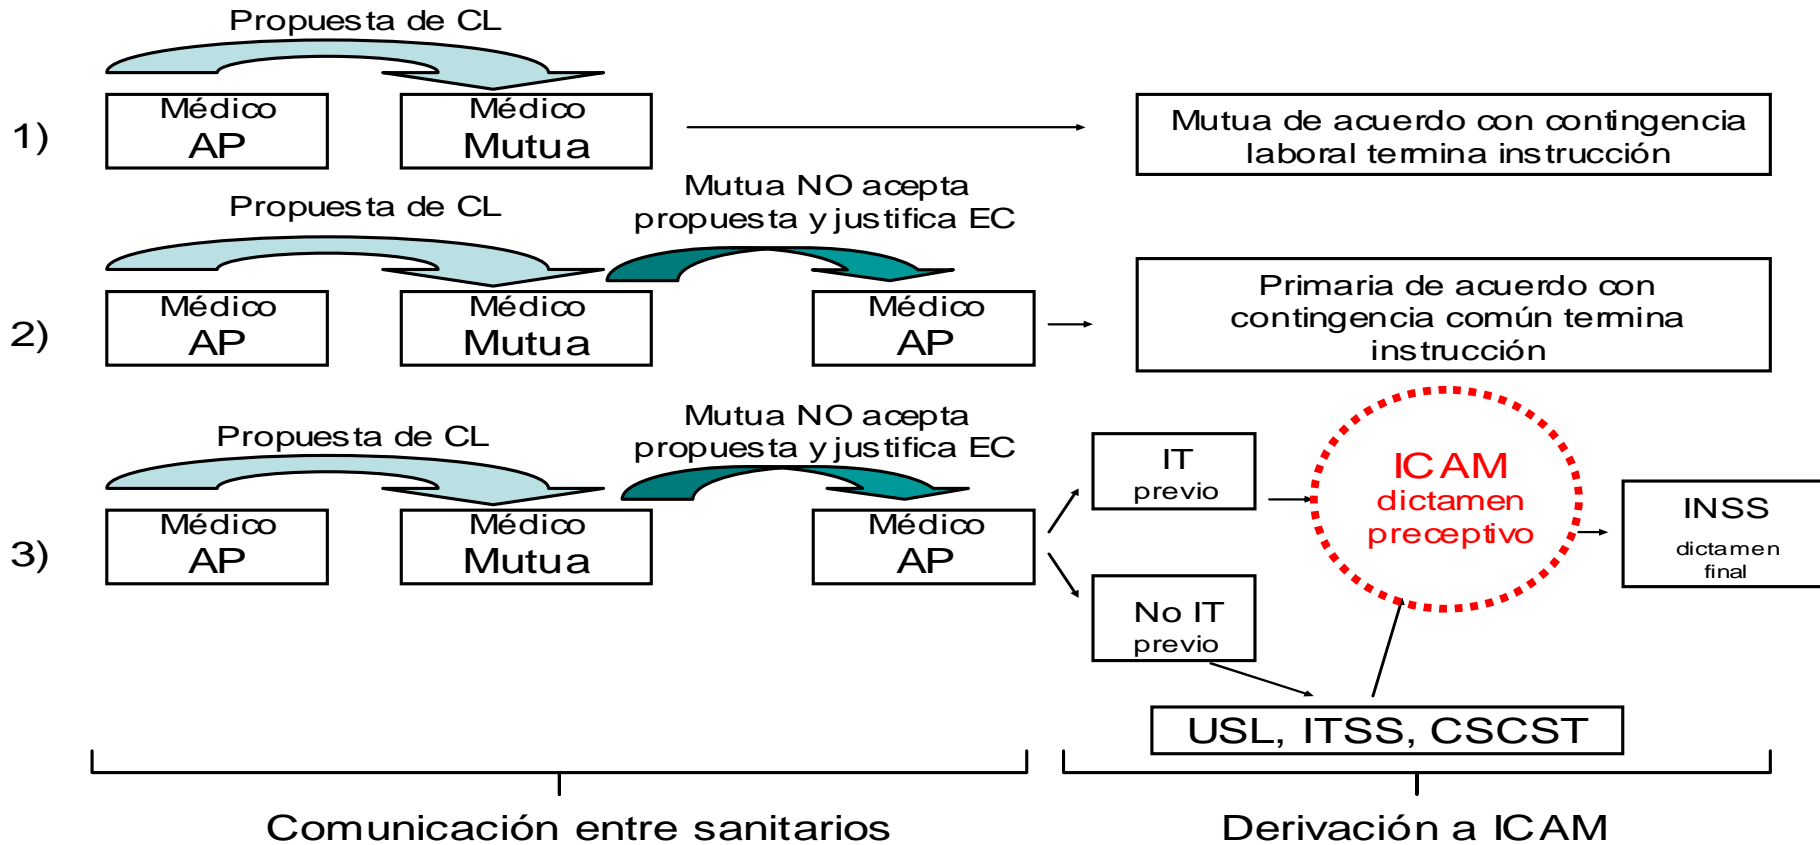 Propuesta de CL
1)
Médico
AP
Médico
Mutua
Mutua de acuerdo con contingencia
laboral termina instrucción
Propuesta de CL
Mutua NO acepta
propuesta y justifica EC
2)
Médico
AP
Médico
Mutua
Médico
AP
Primaria de acuerdo con
contingencia común termina
instrucción
Propuesta de CL
Mutua NO acepta
propuesta y justifica EC
3)
Médico
AP
Médico
Mutua
Médico
AP
IT
previo
No IT
previo
ICAM
dictamen
preceptivo
INSS
dictamen
final
USL, ITSS, CSCST
Comunicación entre sanitarios
Derivación a ICAM